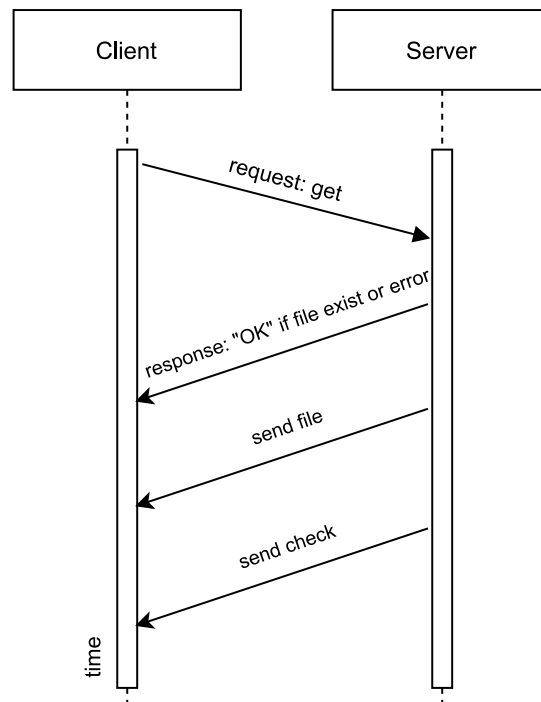 Client
Server
request: get
response: "OK" if file exist or error
send file
send check
time